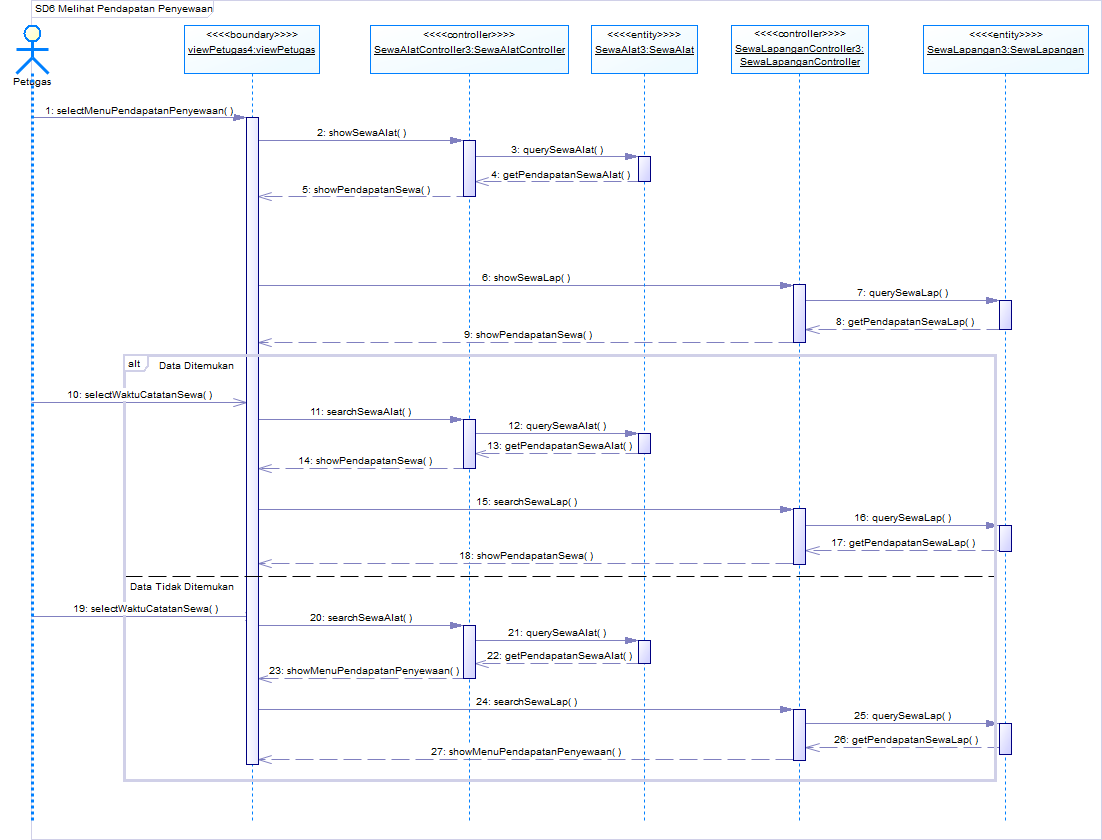 SD6 Melihat Pendapatan Penyewaan
Petugas
<<<<boundary>>>>
viewPetugas4:viewPetugas
<<<<controller>>>>
SewaAlatController3:SewaAlatController
<<<<entity>>>>
SewaAlat3:SewaAlat
<<<<controller>>>>
SewaLapanganController3:
SewaLapanganController
<<<<entity>>>>
SewaLapangan3:SewaLapangan
1: selectMenuPendapatanPenyewaan( )
2: showSewaAlat( )
3: querySewaAlat( )
4: getPendapatanSewaAlat( )
5: showPendapatanSewa( )
6: showSewaLap( )
7: querySewaLap( )
8: getPendapatanSewaLap( )
9: showPendapatanSewa( )
alt
Data Ditemukan
10: selectWaktuCatatanSewa( )
11: searchSewaAlat( )
12: querySewaAlat( )
13: getPendapatanSewaAlat( )
14: showPendapatanSewa( )
15: searchSewaLap( )
16: querySewaLap( )
17: getPendapatanSewaLap( )
18: showPendapatanSewa( )
Data Tidak Ditemukan
19: selectWaktuCatatanSewa( )
20: searchSewaAlat( )
21: querySewaAlat( )
22: getPendapatanSewaAlat( )
23: showMenuPendapatanPenyewaan( )
24: searchSewaLap( )
25: querySewaLap( )
26: getPendapatanSewaLap( )
27: showMenuPendapatanPenyewaan( )